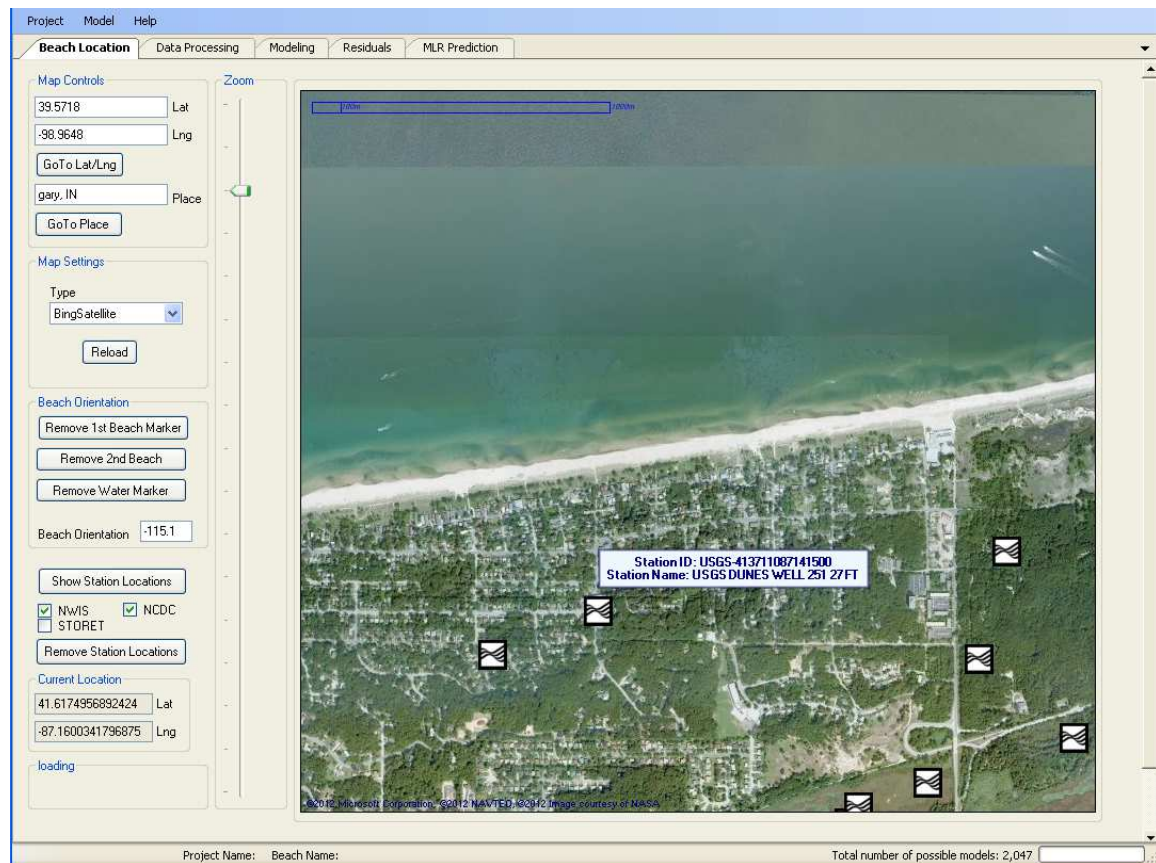 Project Model Help
Beach Location Data Processing Modeling Residuals MLR Prediction
Map Controls
39.5718 Lat
-98.9648 Lng
GoTo Lat/Lng
gary, IN Place
GoTo Place
Map Settings
Type
BingSatellite
Reload
Beach Orientation
Remove 1st Beach Marker
Remove 2nd Beach
Remove Water Marker
Beach Orientation -115.1
Show Station Locations
NWIS NCDC
STORET
Remove Station Locations
Current Location
41.6174956892424 Lat
-87.1600341796875 Lng
loading
Zoom
100m 1000m
Station ID: USGS-413711087141500
Station Name: USGS DUNES WELL 251 27 FT
©2012 Microsoft Corporation, ©2012 NAVTEQ, ©2012 Image courtesy of NASA
Project Name: Beach Name: Total number of possible models: 2,047